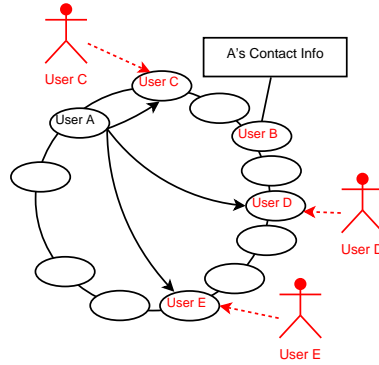 A's Contact Info
User C
User C
User A
User B
User D
User D
User E
User E